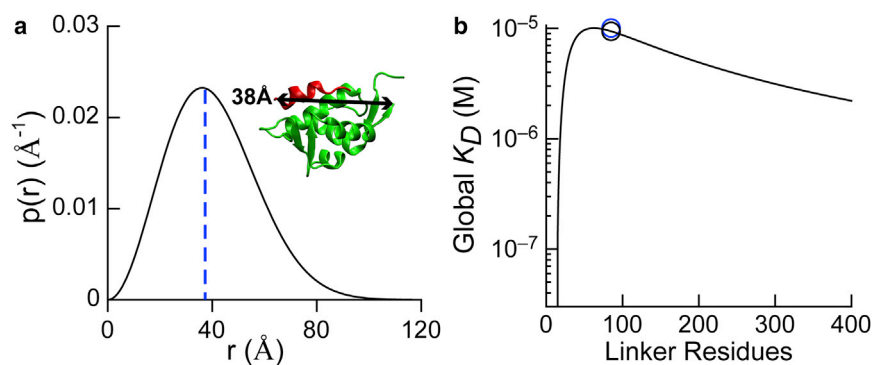 a
0.03
0.02
0.01
0
p(r) (Å⁻¹)
38Å
0 40 80 120
r (Å)
b
10⁻⁵
10⁻⁶
10⁻⁷
Global K_D (M)
0 100 200 300 400
Linker Residues